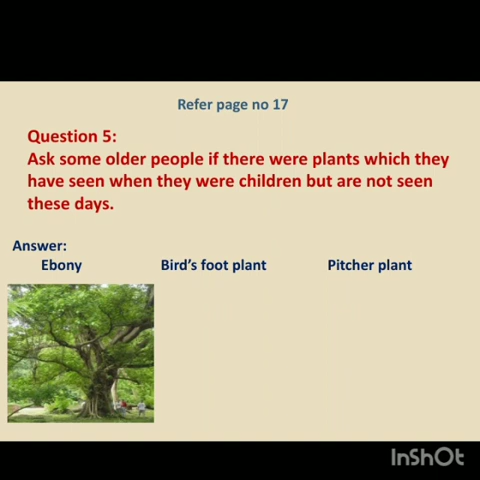 Refer page no 17
Question 5:
Ask some older people if there were plants which they
have seen when they were children but are not seen
these days.
Answer:
Ebony Bird's foot plant Pitcher plant
InShOt